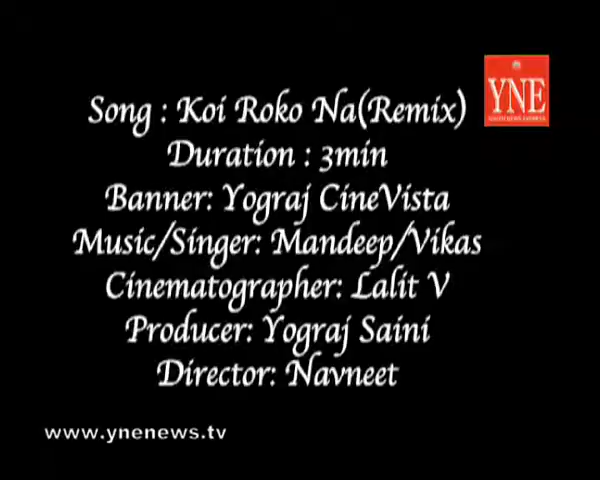 Song : Koi Roko Na(Remix)
YNE
Duration : 3min
Banner: Yograj CineVista
Music/Singer: Mandeep/Vikas
Cinematographer: Lalit V
Producer: Yograj Saini
Director: Navneet
www.ynenews.tv